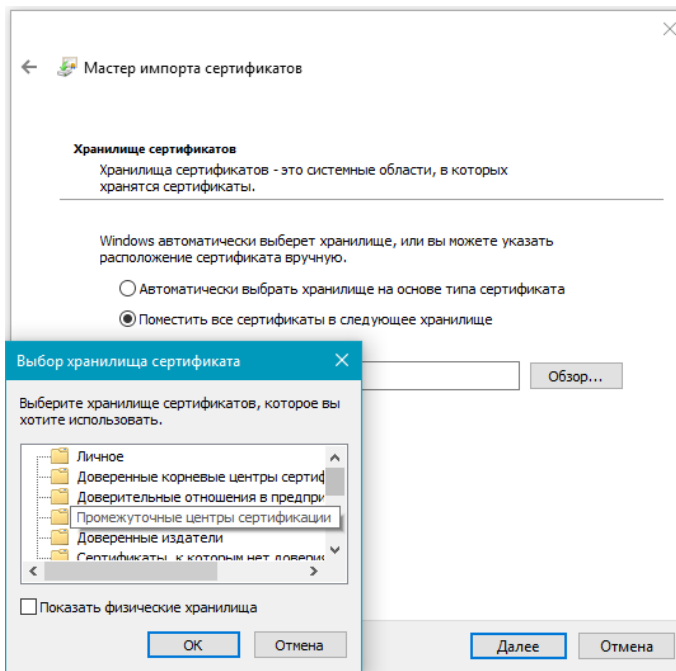 Мастер импорта сертификатов
Хранилище сертификатов
Хранилища сертификатов - это системные области, в которых
хранятся сертификаты.
Windows автоматически выберет хранилище, или вы можете указать
расположение сертификата вручную.
Автоматически выбрать хранилище на основе типа сертификата
Поместить все сертификаты в следующее хранилище
Обзор...
Выбор хранилища сертификата
Выберите хранилище сертификатов, которое вы
хотите использовать.
Личное
Доверенные корневые центры сертиф
Доверительные отношения в предпри
Промежуточные центры сертификации
Доверенные издатели
Сертификаты, к которым нет доверия
Показать физические хранилища
ОК
Отмена
Далее
Отмена